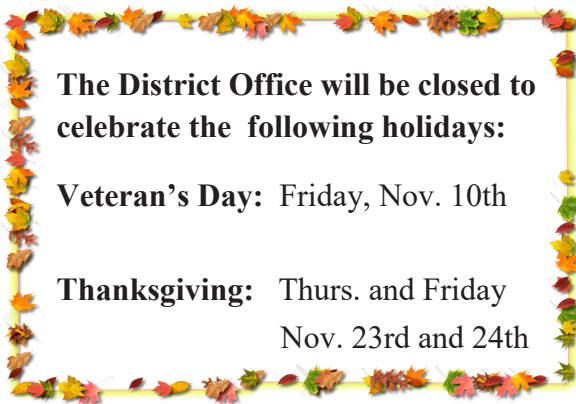 The District Office will be closed to
celebrate the following holidays:
Veteran’s Day: Friday, Nov. 10th
Thanksgiving: Thurs. and Friday
Nov. 23rd and 24th